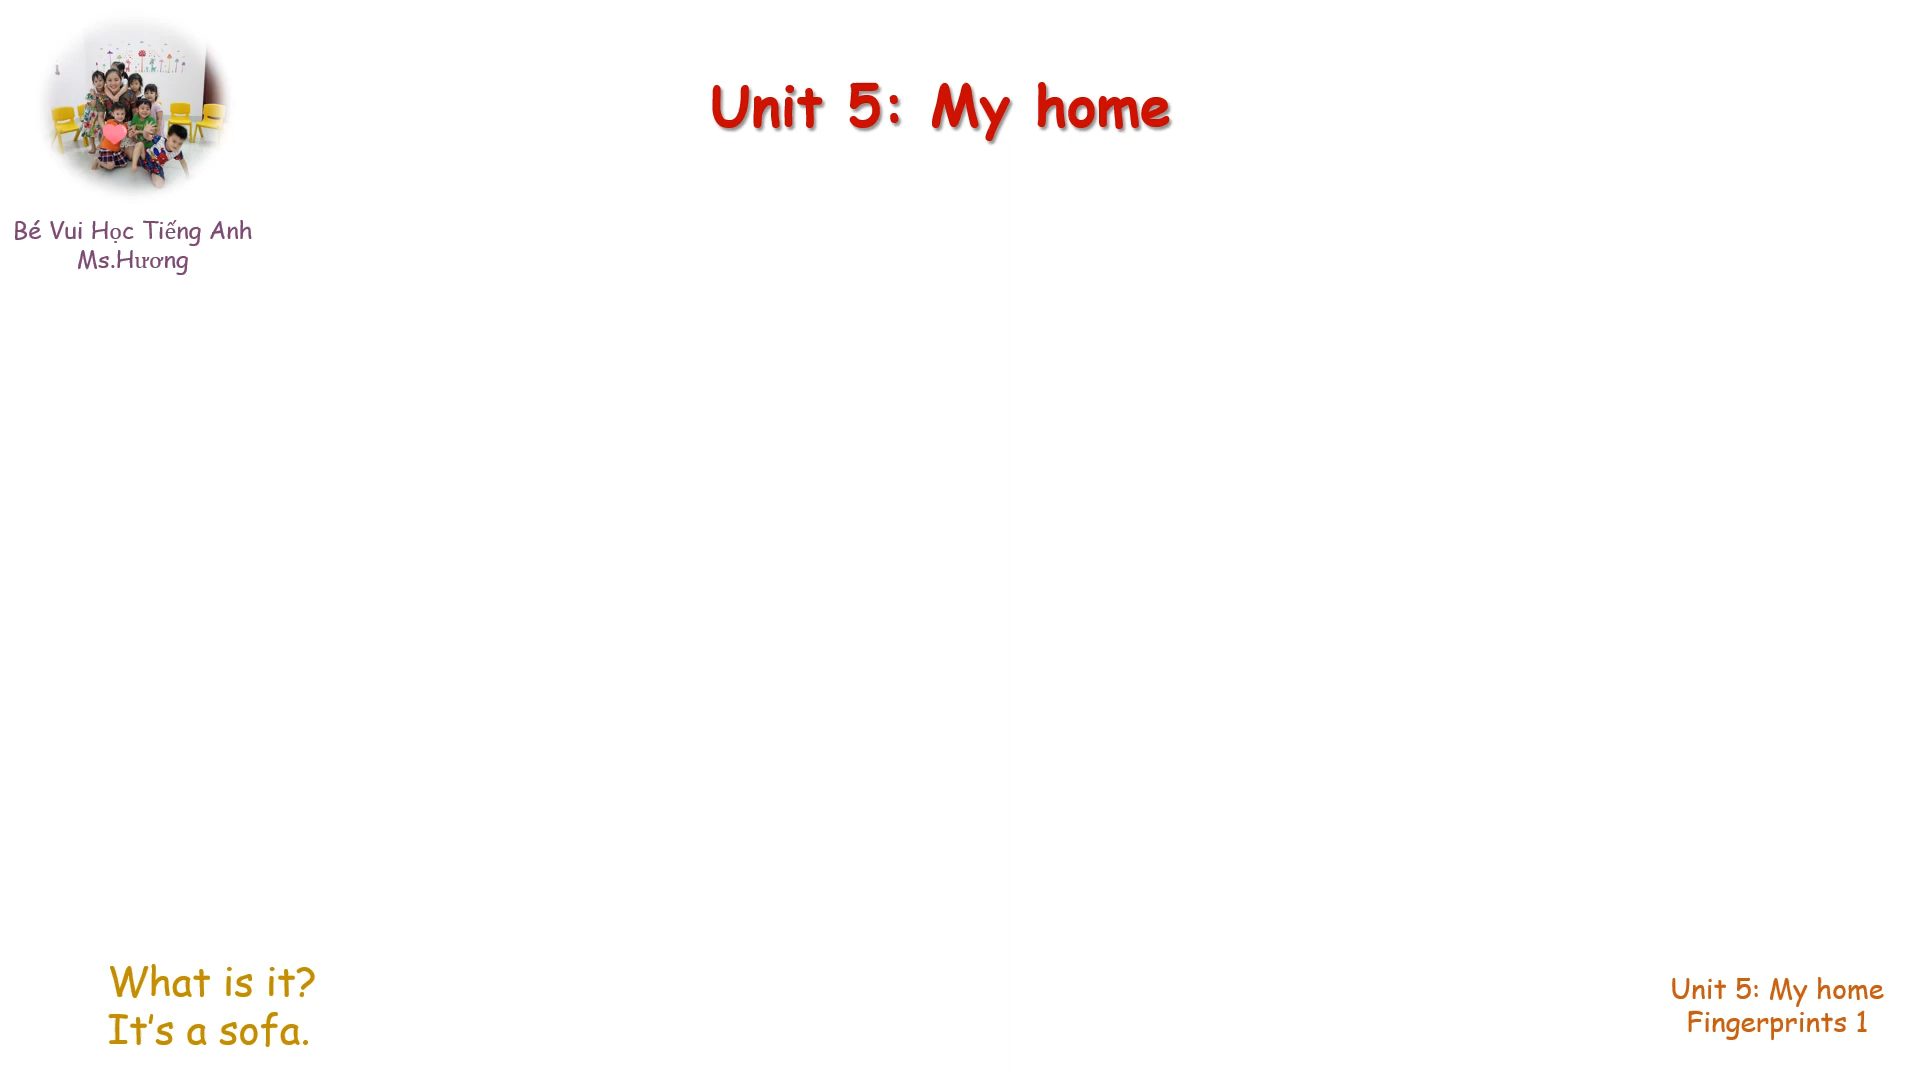 Unit 5: My home
Bé Vui Học Tiếng Anh
Ms.Hương
What is it?
It's a sofa.
Unit 5: My home
Fingerprints 1